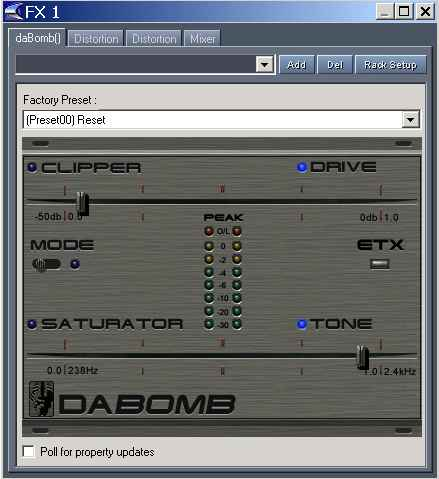 FX 1
daBomb() Distortion Distortion Mixer
Add Del Rack Setup
Factory Preset :
(Preset00) Reset
CLIPPER DRIVE
-50db 0.0 0db 1.0
PEAK
MODE O/L ETX
0
-2
-4
-6
-10
-20
-30
SATURATOR TONE
0.0 238Hz 1.0 2.4kHz
DABOMB
Poll for property updates